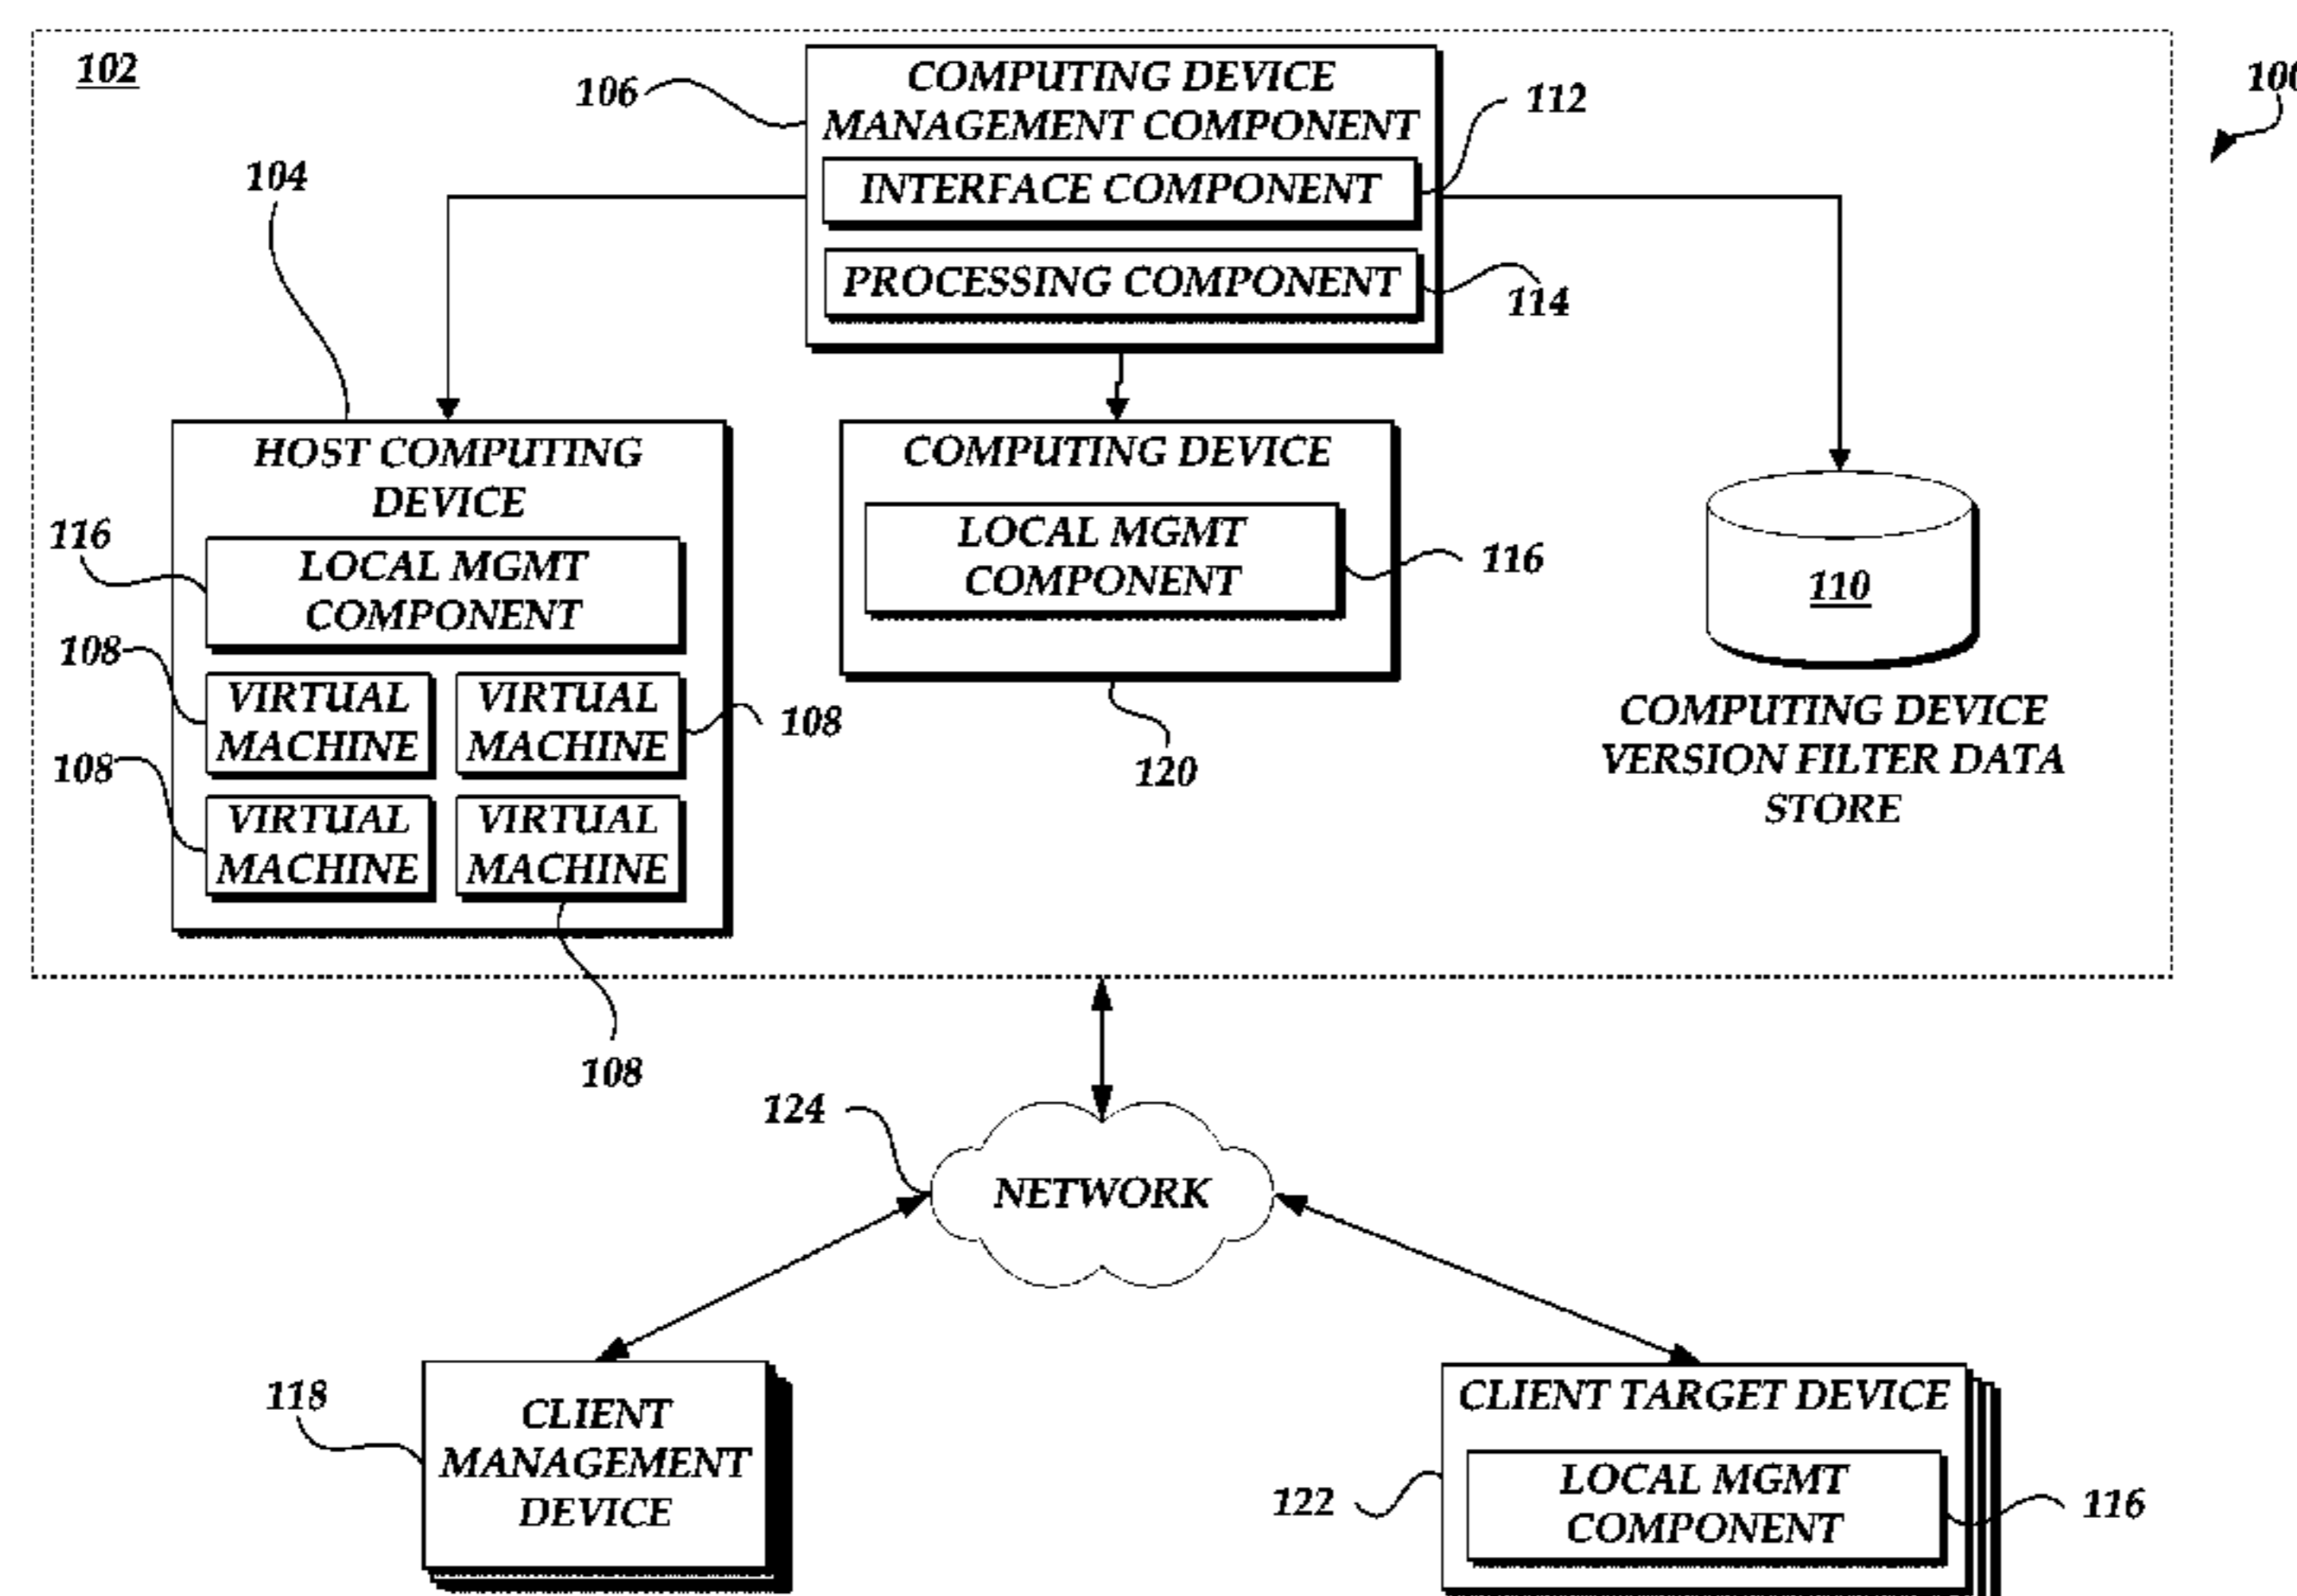 102
106
COMPUTING DEVICE
MANAGEMENT COMPONENT
112
100
INTERFACE COMPONENT
104
PROCESSING COMPONENT
114
HOST COMPUTING
DEVICE
116
LOCAL MGMT
COMPONENT
108
VIRTUAL
MACHINE
VIRTUAL
MACHINE
108
108
VIRTUAL
MACHINE
VIRTUAL
MACHINE
108
COMPUTING DEVICE
LOCAL MGMT
COMPONENT
116
120
110
COMPUTING DEVICE
VERSION FILTER DATA
STORE
124
NETWORK
118
CLIENT
MANAGEMENT
DEVICE
CLIENT TARGET DEVICE
122
LOCAL MGMT
COMPONENT
116